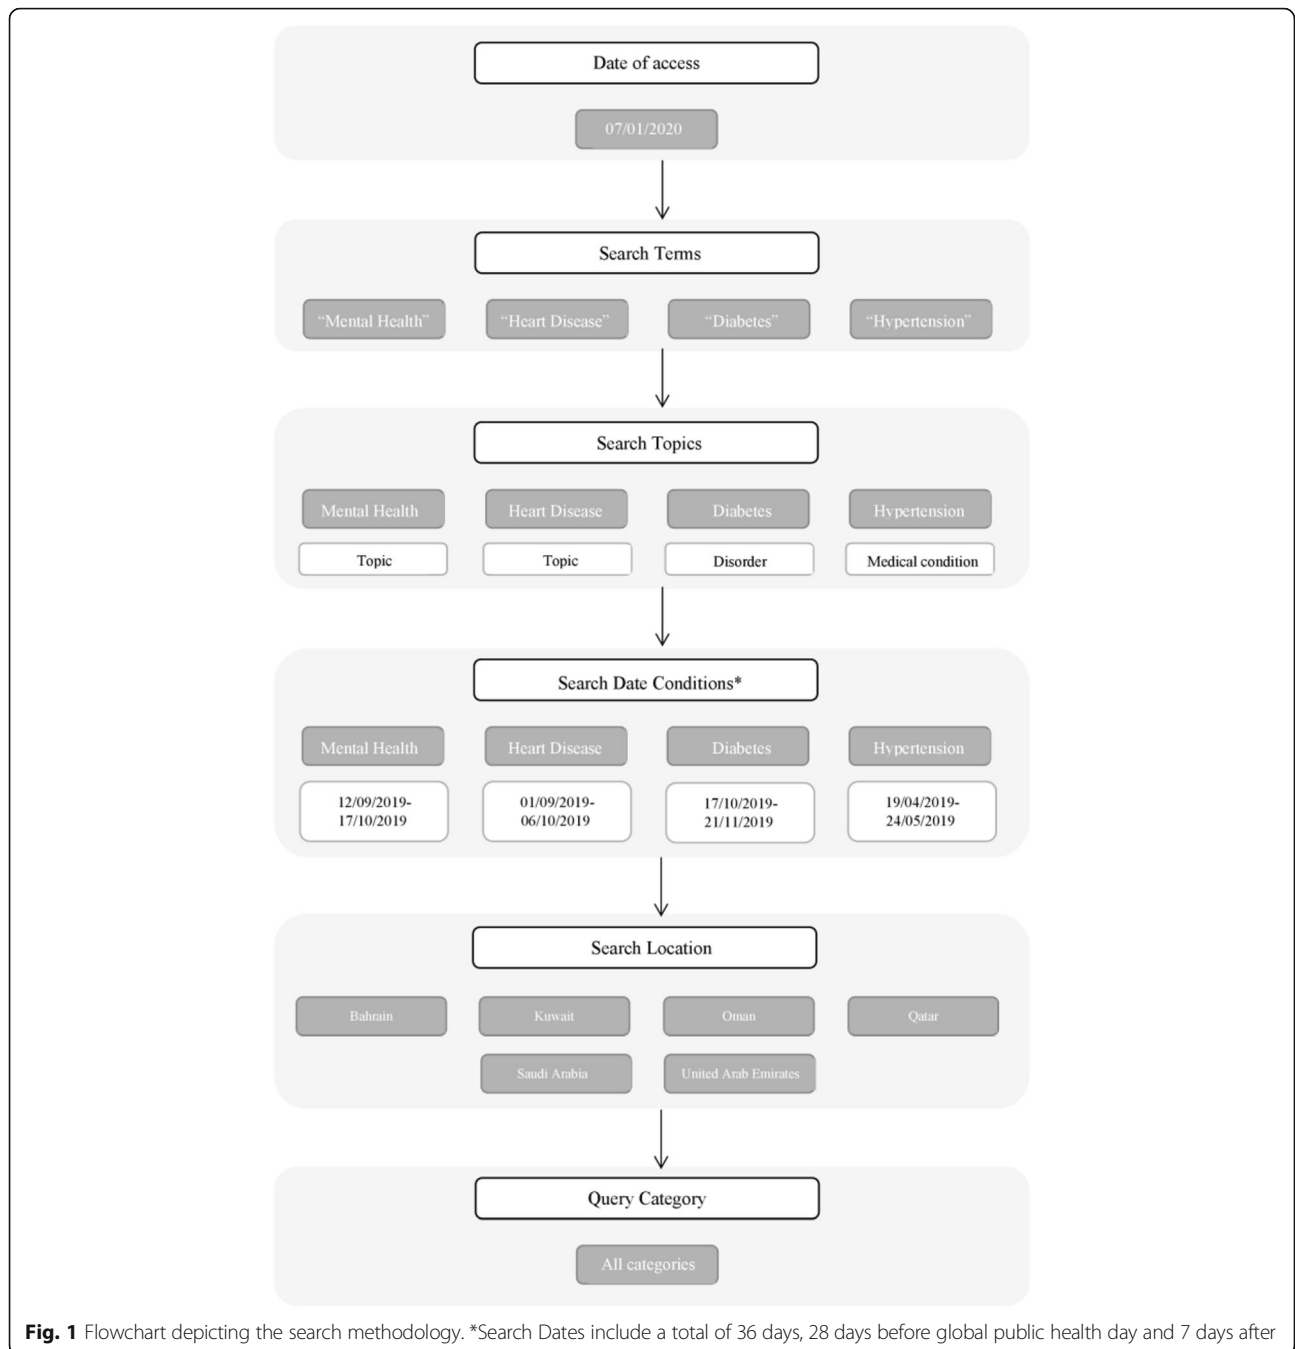 Date of access
07/01/2020
Search Terms
“Mental Health” “Heart Disease” “Diabetes” “Hypertension”
Search Topics
Mental Health Heart Disease Diabetes Hypertension
Topic Topic Disorder Medical condition
Search Date Conditions*
Mental Health Heart Disease Diabetes Hypertension
12/09/2019- 01/09/2019- 17/10/2019- 19/04/2019-
17/10/2019 06/10/2019 21/11/2019 24/05/2019
Search Location
Bahrain Kuwait Oman Qatar
Saudi Arabia United Arab Emirates
Query Category
All categories
Fig. 1 Flowchart depicting the search methodology. *Search Dates include a total of 36 days, 28 days before global public health day and 7 days after